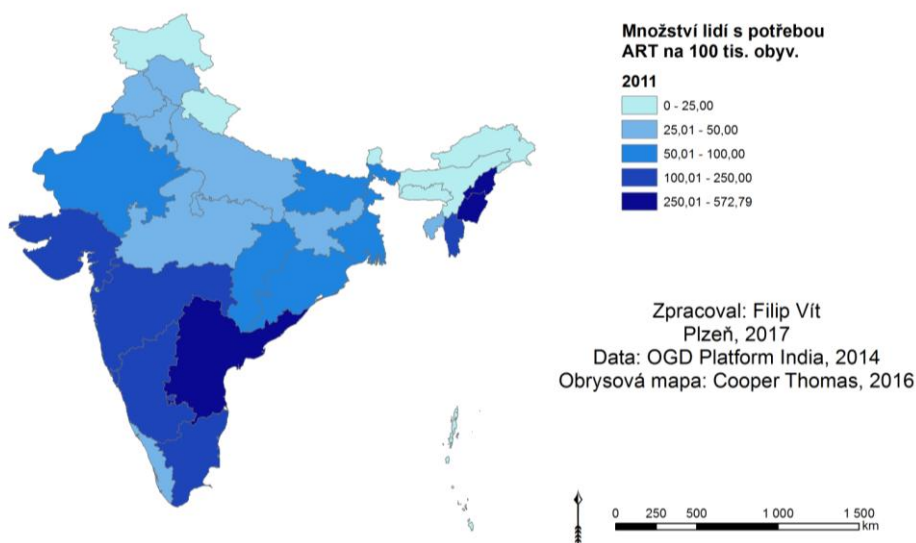 Množství lidí s potřebou
ART na 100 tis. obyv.
2011
0 - 25,00
25,01 - 50,00
50,01 - 100,00
100,01 - 250,00
250,01 - 572,79
Zpracoval: Filip Vít
Plzeň, 2017
Data: OGD Platform India, 2014
Obrysová mapa: Cooper Thomas, 2016
0 250 500 1 000 1 500
km